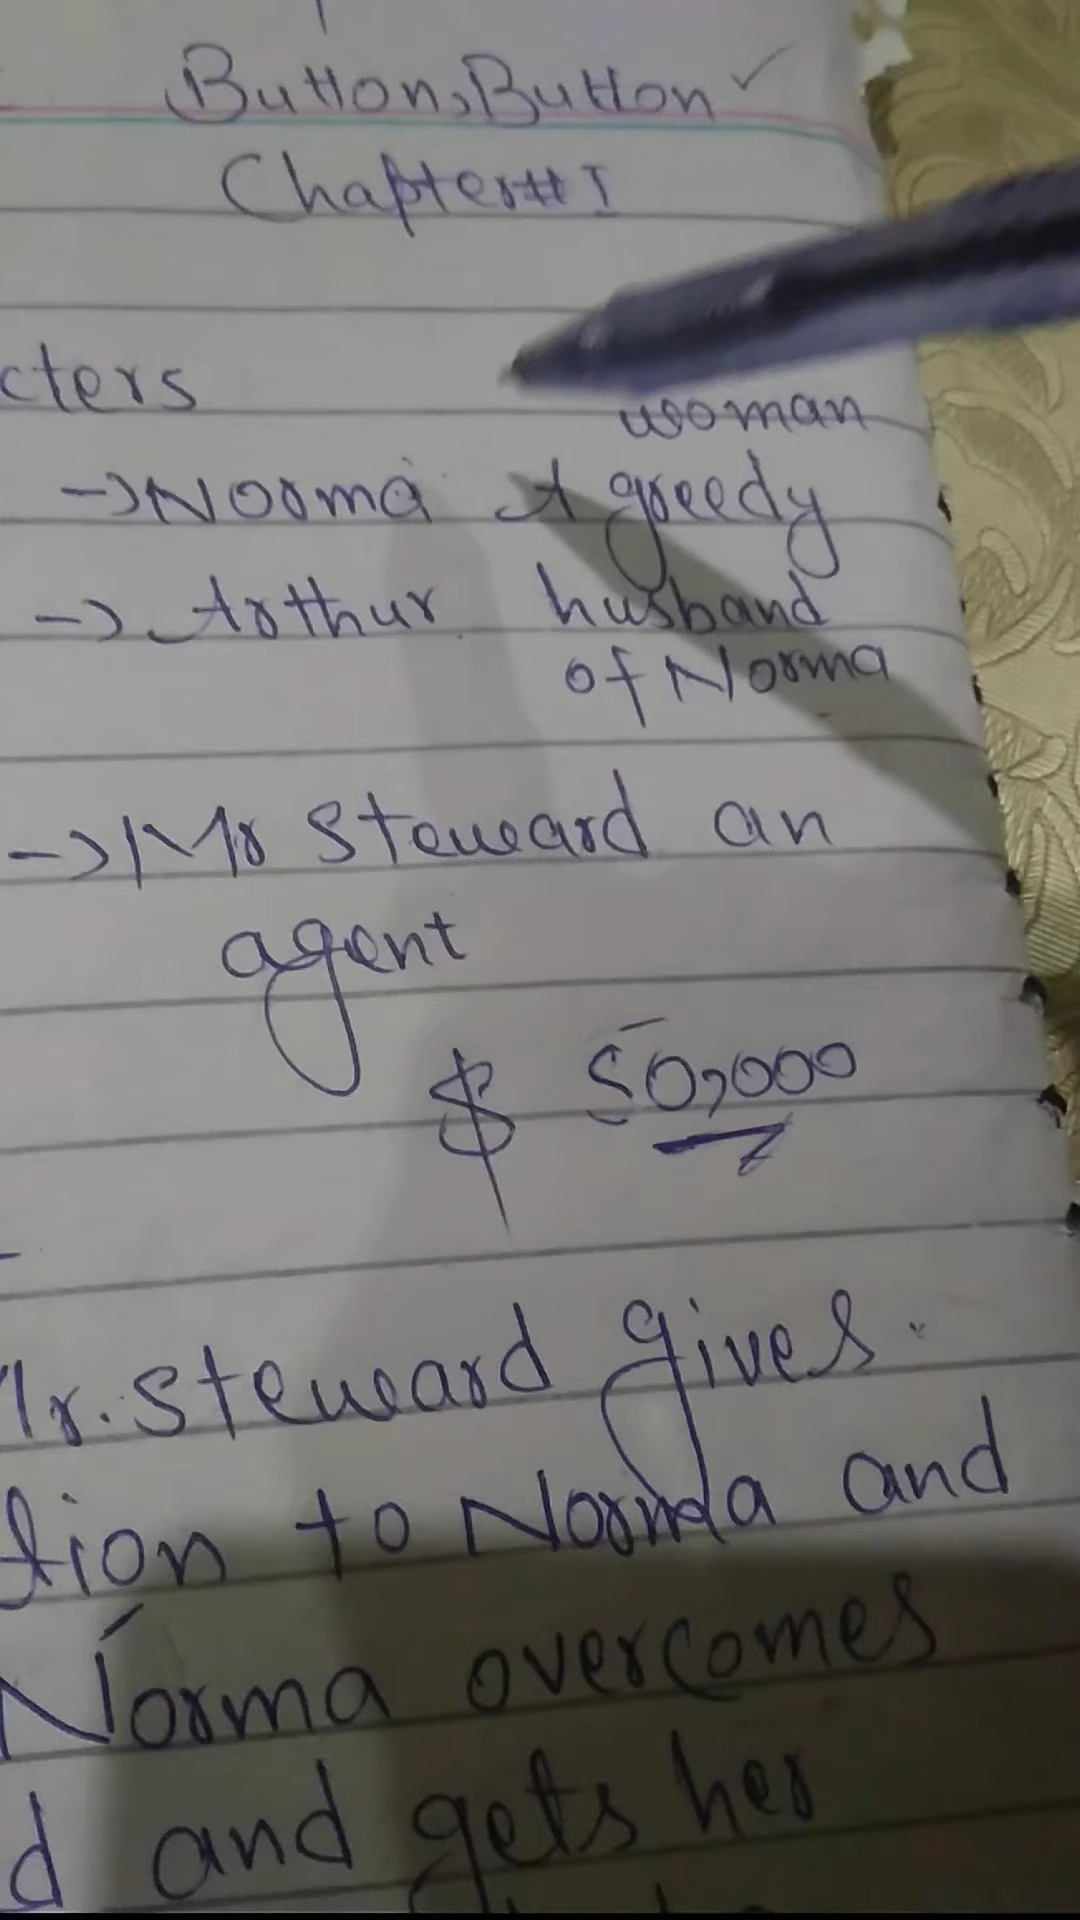 Button, Button ✓
Chapter # I
cters
woman
→ Norma A greedy
→ Arthur husband
of Norma
→ Mr Steward an
agent
$ 50,000
Mr. Steward gives
tion to Norma and
Norma overcomes
d and gets her